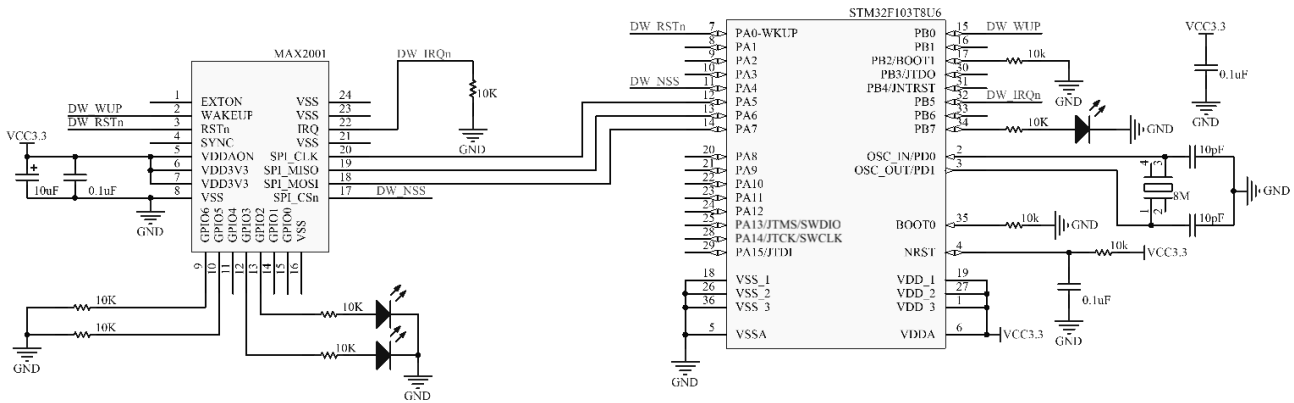 STM32F103T8U6
MAX2001
DW_RSTn 7 PA0-WKUP PB0 15 DW_WUP
8 PA1 PB1 16
9 PA2 PB2/BOOT1 17 10k
10 PA3 PB3/JTDO 30
DW_NSS 11 PA4 PB4/JNTRST 31
12 PA5 PB5 32 DW_IRQn
13 PA6 PB6 33
14 PA7 PB7 34 10K GND
GND
VCC3.3
0.1uF
GND
20 PA8 OSC_IN/PD0 2
21 PA9 OSC_OUT/PD1 3
22 PA10
23 PA11
24 PA12
25 PA13/JTMS/SWDIO BOOT0 35 10k GND
28 PA14/JTCK/SWCLK
29 PA15/JTDI NRST 4 10k VCC3.3
0.1uF
GND
4 3 10pF
8M GND
1 2 10pF
18 VSS_1 VDD_1 19
26 VSS_2 VDD_2 27
36 VSS_3 VDD_3 1
5 VSSA VDDA 6 VCC3.3
GND
DW_IRQn
10K
GND
1 EXTON VSS 24
DW_WUP 2 WAKEUP VSS 23
DW_RSTn 3 RSTn IRQ 22
4 SYNC VSS 21
VCC3.3 5 VDDAON SPI_CLK 20
6 VDD3V3 SPI_MISO 19
7 VDD3V3 SPI_MOSI 18
8 VSS SPI_CSn 17 DW_NSS
+
10uF 0.1uF
GND
GPIO6 GPIO5 GPIO4 GPIO3 GPIO2 GPIO1 GPIO0 VSS
9 10 11 12 13 14 15 16
10K
10K
GND
10K
10K
GND